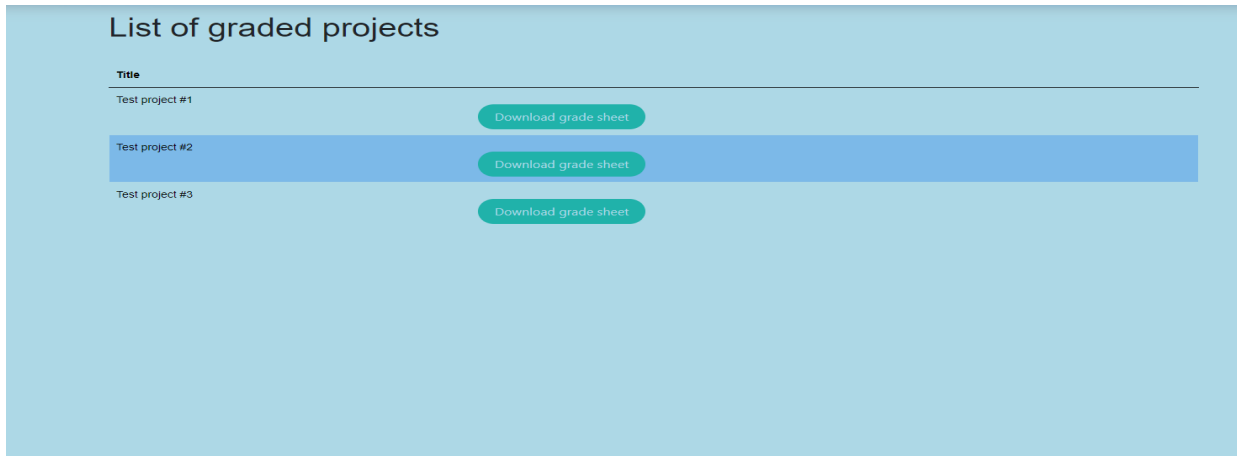 List of graded projects
Title
Test project #1
Download grade sheet
Test project #2
Download grade sheet
Test project #3
Download grade sheet